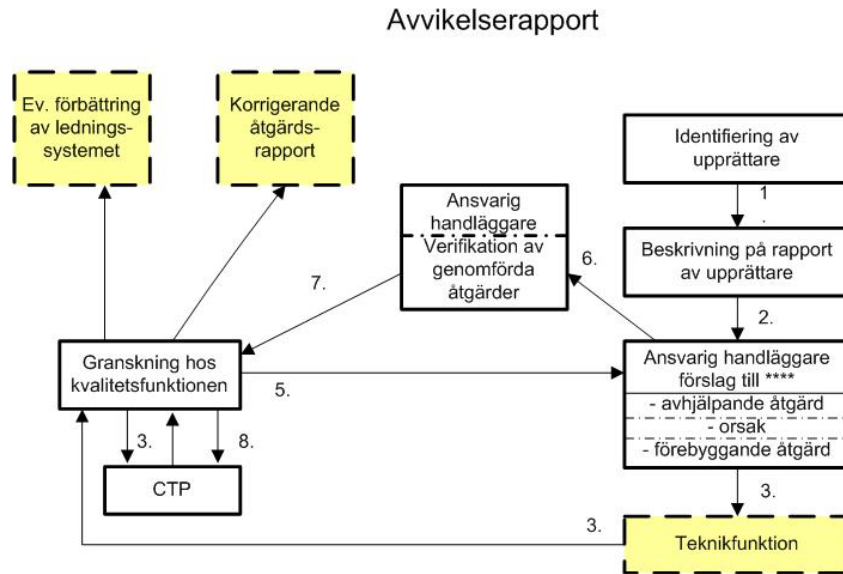 Avvikelserapport
Ev. förbättring
av lednings-
systemet
Korrigerande
åtgärds-
rapport
Identifiering av
upprättare
1
.
Ansvarig
handläggare
Verifikation av
genomförda
åtgärder
Beskrivning på rapport
av upprättare
6.
7.
2.
Granskning hos
kvalitetsfunktionen
5.
Ansvarig handläggare
förslag till ****
- avhjälpande åtgärd
- orsak
- förebyggande åtgärd
3.
8.
CTP
3.
3.
Teknikfunktion